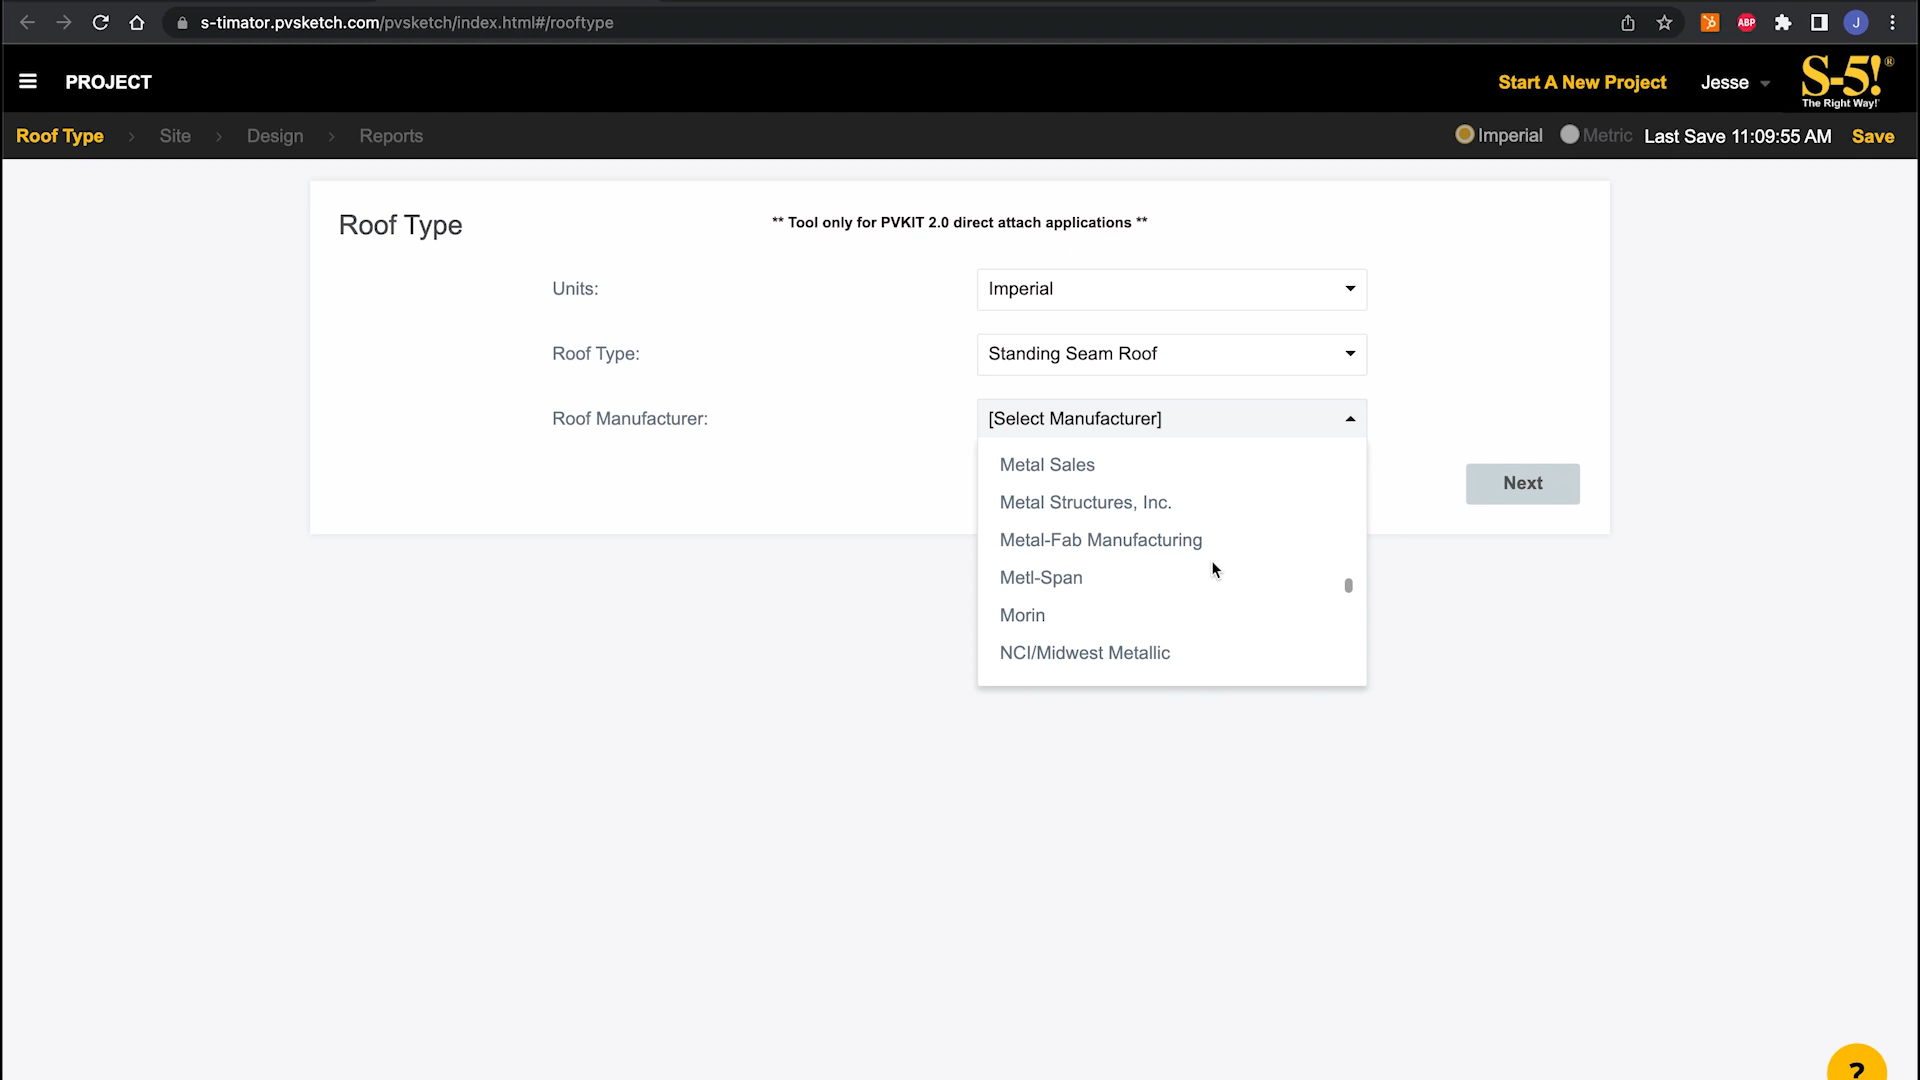 s-timator.pvsketch.com/pvsketch/index.html#/rooftype
ABP
J
PROJECT
Start A New Project
Jesse
S-5!®
The Right Way!
Roof Type > Site > Design > Reports
Imperial
Metric
Last Save 11:09:55 AM
Save
Roof Type
** Tool only for PVKIT 2.0 direct attach applications **
Units:
Imperial
Roof Type:
Standing Seam Roof
Roof Manufacturer:
[Select Manufacturer]
Metal Sales
Metal Structures, Inc.
Metal-Fab Manufacturing
Metl-Span
Morin
NCI/Midwest Metallic
Next
?